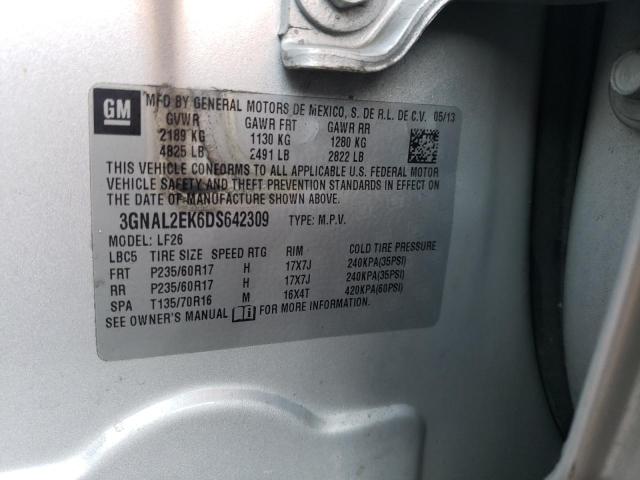 GM MFD BY GENERAL MOTORS DE MEXICO, S. DE R.L. DE C.V. 05/13
GVWR GAWR FRT GAWR RR
2189 KG 1130 KG 1280 KG
4825 LB 2491 LB 2822 LB
THIS VEHICLE CONFORMS TO ALL APPLICABLE U.S. FEDERAL MOTOR
VEHICLE SAFETY AND THEFT PREVENTION STANDARDS IN EFFECT ON
THE DATE OF MANUFACTURE SHOWN ABOVE.
3GNAL2EK6DS642309 TYPE: M.P.V.
MODEL: LF26
LBC5 TIRE SIZE SPEED RTG RIM COLD TIRE PRESSURE
FRT P235/60R17 H 17X7J 240KPA(35PSI)
RR P235/60R17 H 17X7J 240KPA(35PSI)
SPA T135/70R16 M 16X4T 420KPA(60PSI)
SEE OWNER'S MANUAL FOR MORE INFORMATION.